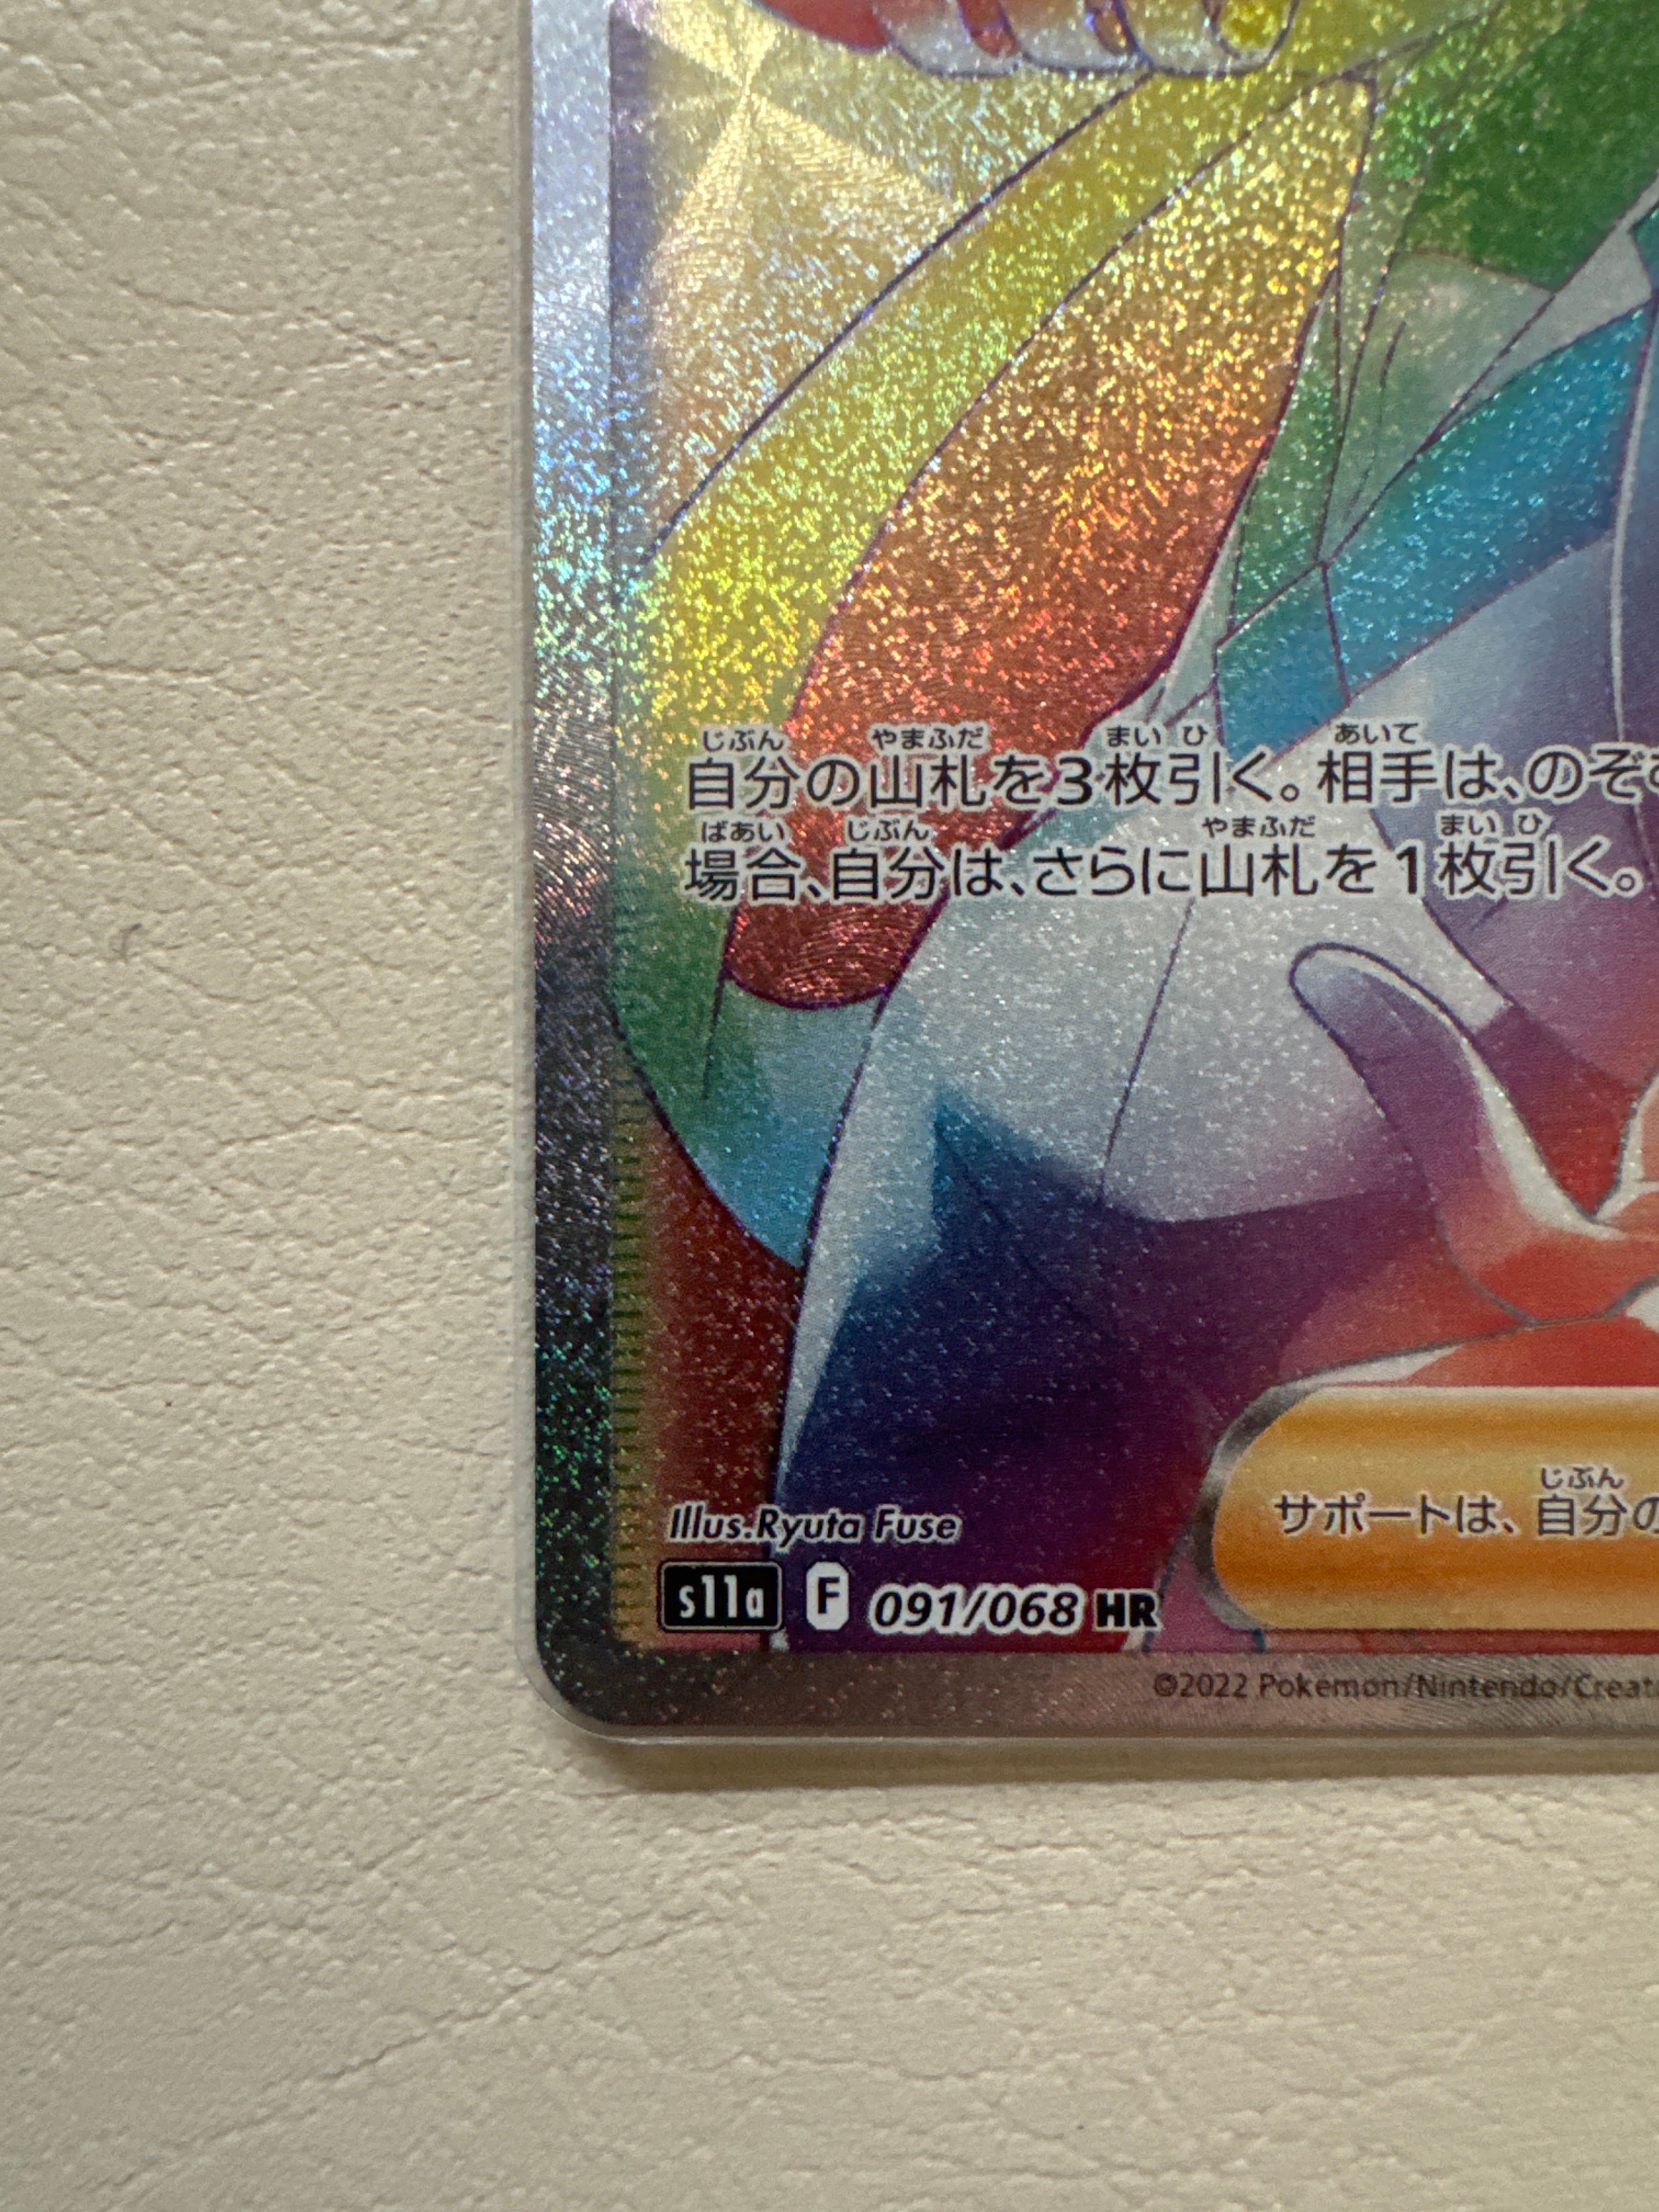 自分の山札を3枚引く。相手は、のぞ
場合、自分は、さらに山札を1枚引く。
サポートは、自分の
Illus.Ryuta Fuse
s11a F 091/068 HR
©2022 Pokemon/Nintendo/Creat